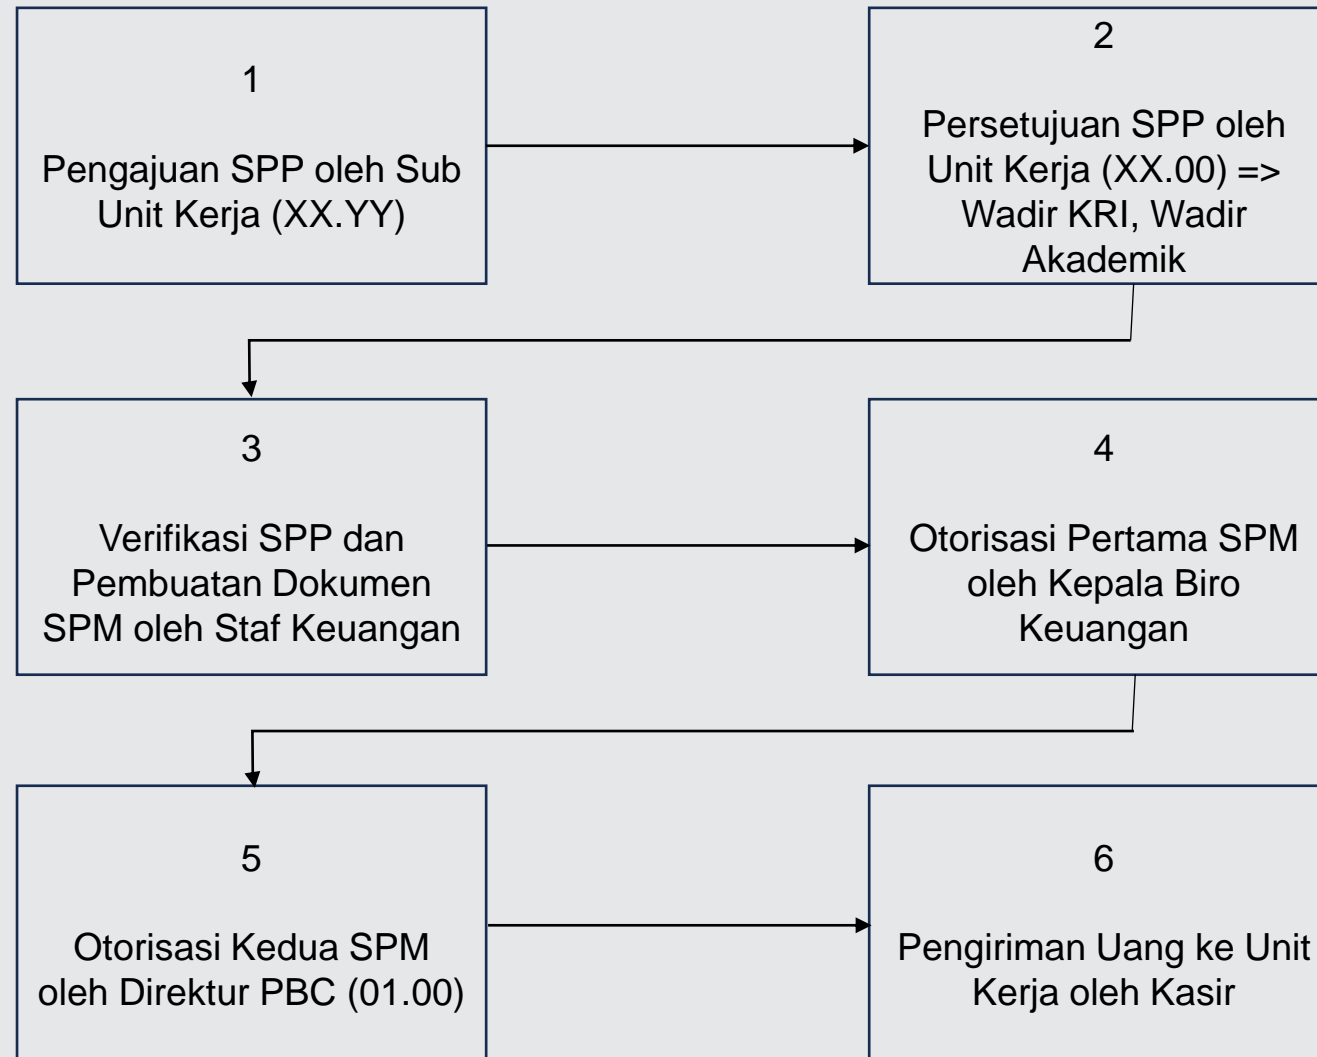 1
Pengajuan SPP oleh Sub
Unit Kerja (XX.YY)
2
Persetujuan SPP oleh
Unit Kerja (XX.00) =>
Wadir KRI, Wadir
Akademik
3
Verifikasi SPP dan
Pembuatan Dokumen
SPM oleh Staf Keuangan
4
Otorisasi Pertama SPM
oleh Kepala Biro
Keuangan
5
Otorisasi Kedua SPM
oleh Direktur PBC (01.00)
6
Pengiriman Uang ke Unit
Kerja oleh Kasir